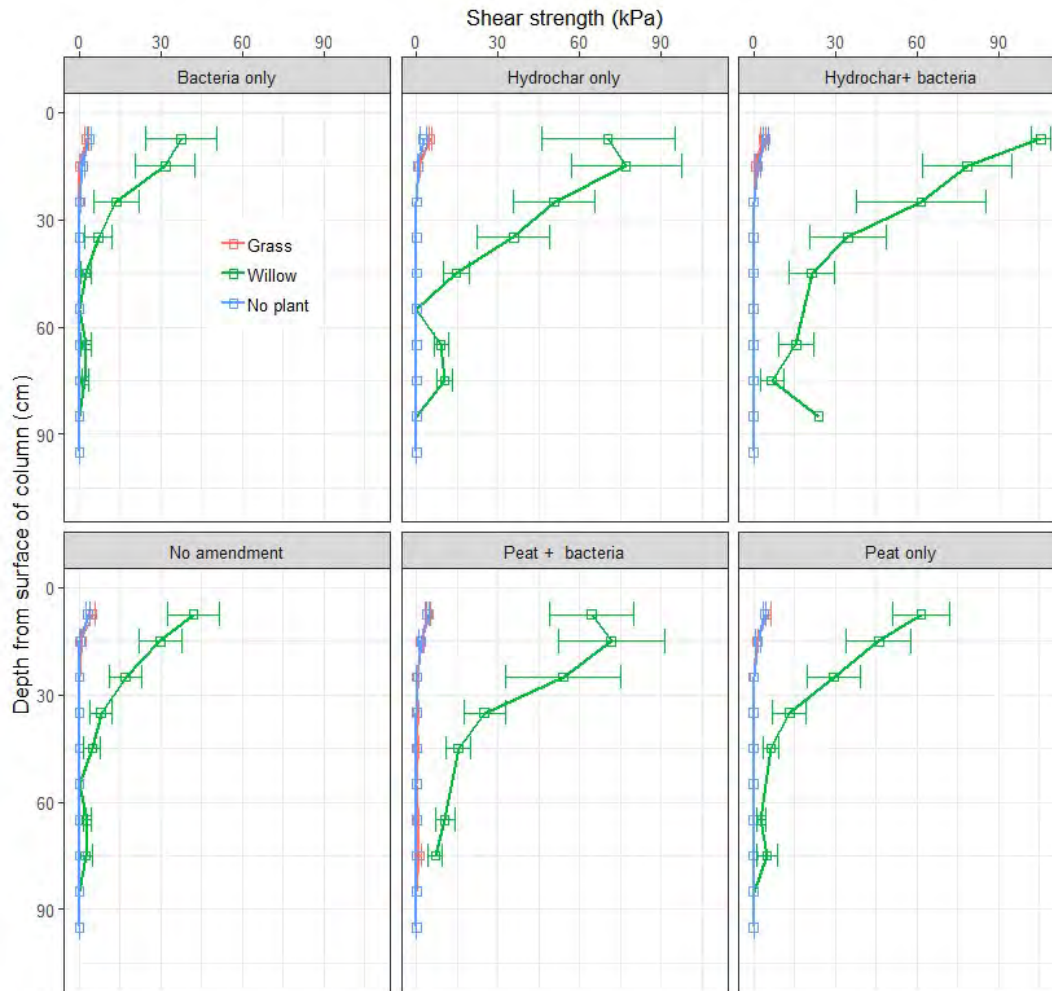 Shear strength (kPa)
0 30 60 90 0 30 60 90 0 30 60 90
Bacteria only Hydrochar only Hydrochar+ bacteria
0
30
60
90
Grass
Willow
No plant
Depth from surface of column (cm)
No amendment Peat + bacteria Peat only
0
30
60
90